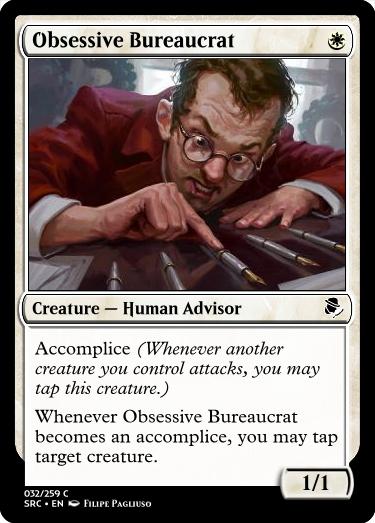 Obsessive Bureaucrat
Creature — Human Advisor
Accomplice (Whenever another
creature you control attacks, you may
tap this creature.)
Whenever Obsessive Bureaucrat
becomes an accomplice, you may tap
target creature.
1/1
032/259 C
SRC • EN Filipe Pagliuso